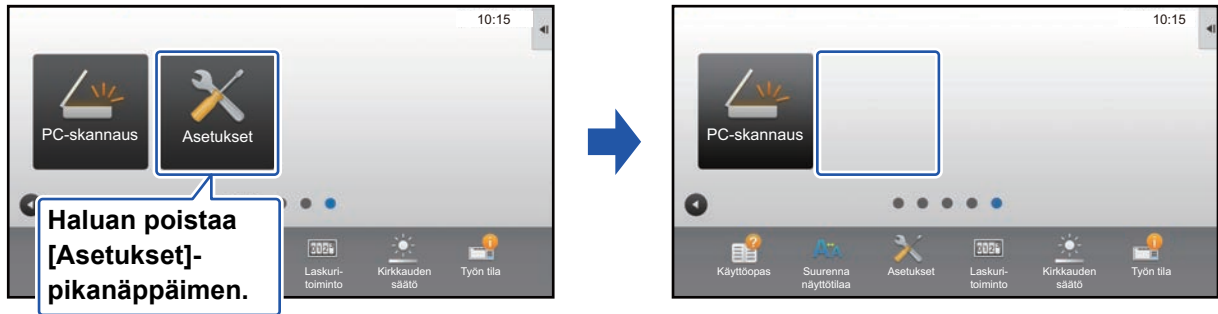 10:15
PC-skannaus
Asetukset
Haluan poistaa
[Asetukset]-
pikanäppäimen.
Laskuri-
toiminto
Kirkkauden
säätö
Työn tila
10:15
PC-skannaus
Käyttöopas
Suurenna
näyttötilaa
Asetukset
Laskuri-
toiminto
Kirkkauden
säätö
Työn tila